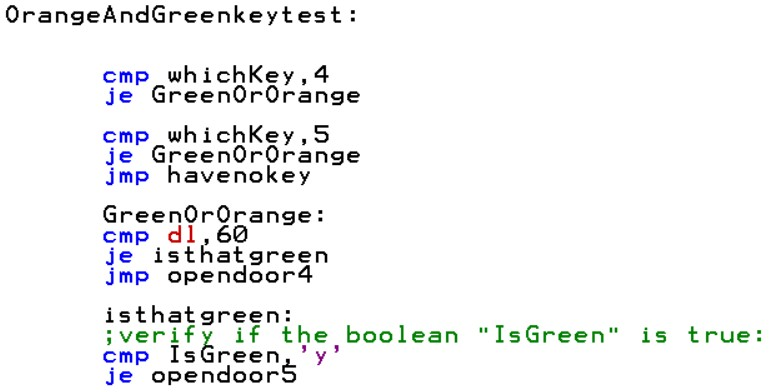 OrangeAndGreenkeytest:
cmp whichKey,4
je GreenOrOrange
cmp whichKey,5
je GreenOrOrange
jmp havenokey
GreenOrOrange:
cmp dl,60
je isthatgreen
jmp opendoor4
isthatgreen:
;verify if the boolean "IsGreen" is true:
cmp IsGreen,'y'
je opendoor5